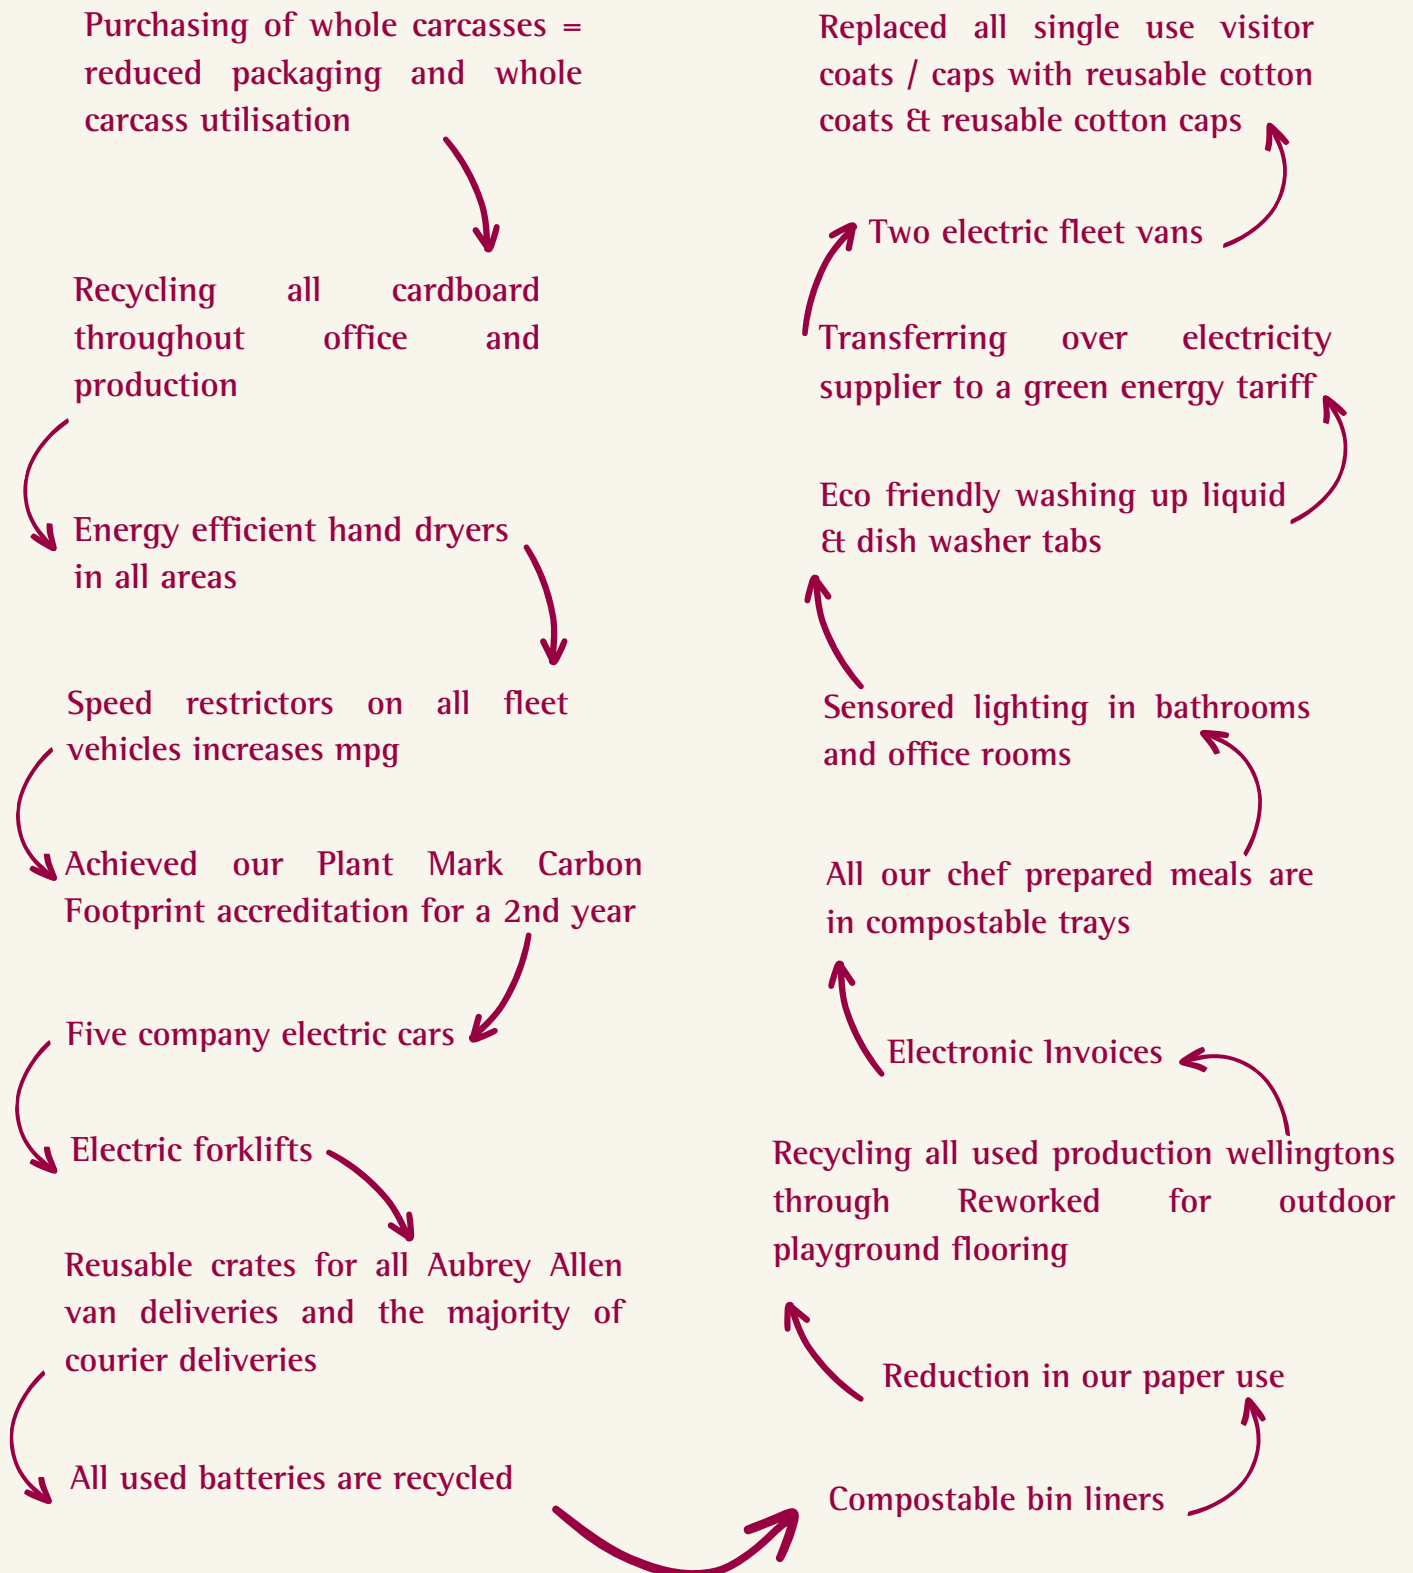 Purchasing of whole carcasses =
reduced packaging and whole
carcass utilisation
Recycling all cardboard
throughout office and
production
Energy efficient hand dryers
in all areas
Speed restrictors on all fleet
vehicles increases mpg
Achieved our Plant Mark Carbon
Footprint accreditation for a 2nd year
Five company electric cars
Electric forklifts
Reusable crates for all Aubrey Allen
van deliveries and the majority of
courier deliveries
All used batteries are recycled
Compostable bin liners
Reduction in our paper use
Recycling all used production wellingtons
through Reworked for outdoor
playground flooring
Electronic Invoices
All our chef prepared meals are
in compostable trays
Sensored lighting in bathrooms
and office rooms
Eco friendly washing up liquid
& dish washer tabs
Transferring over electricity
supplier to a green energy tariff
Two electric fleet vans
Replaced all single use visitor
coats / caps with reusable cotton
coats & reusable cotton caps